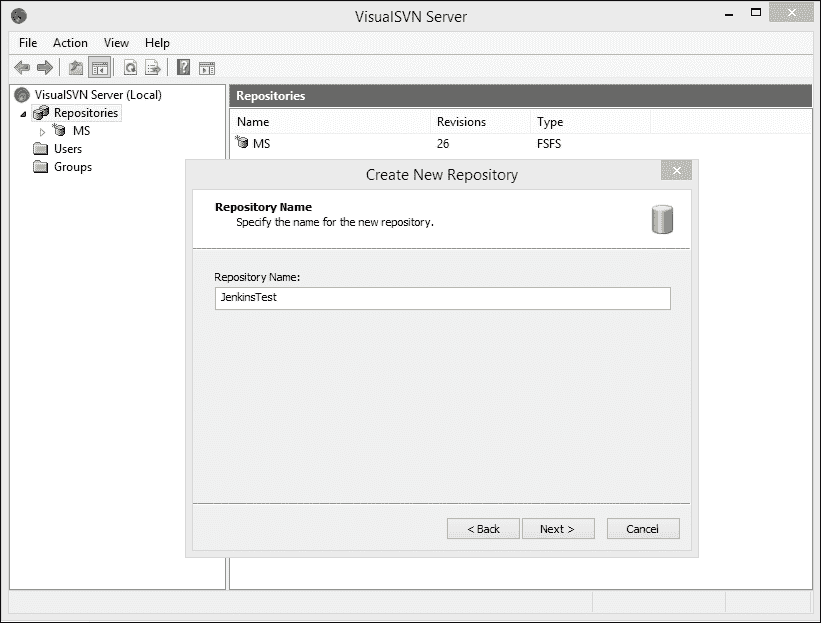 VisualSVN Server
File Action View Help
VisualSVN Server (Local)
Repositories
MS
Users
Groups
Repositories
Name Revisions Type
MS 26 FSFS
Create New Repository
Repository Name
Specify the name for the new repository.
Repository Name:
JenkinsTest
< Back Next > Cancel